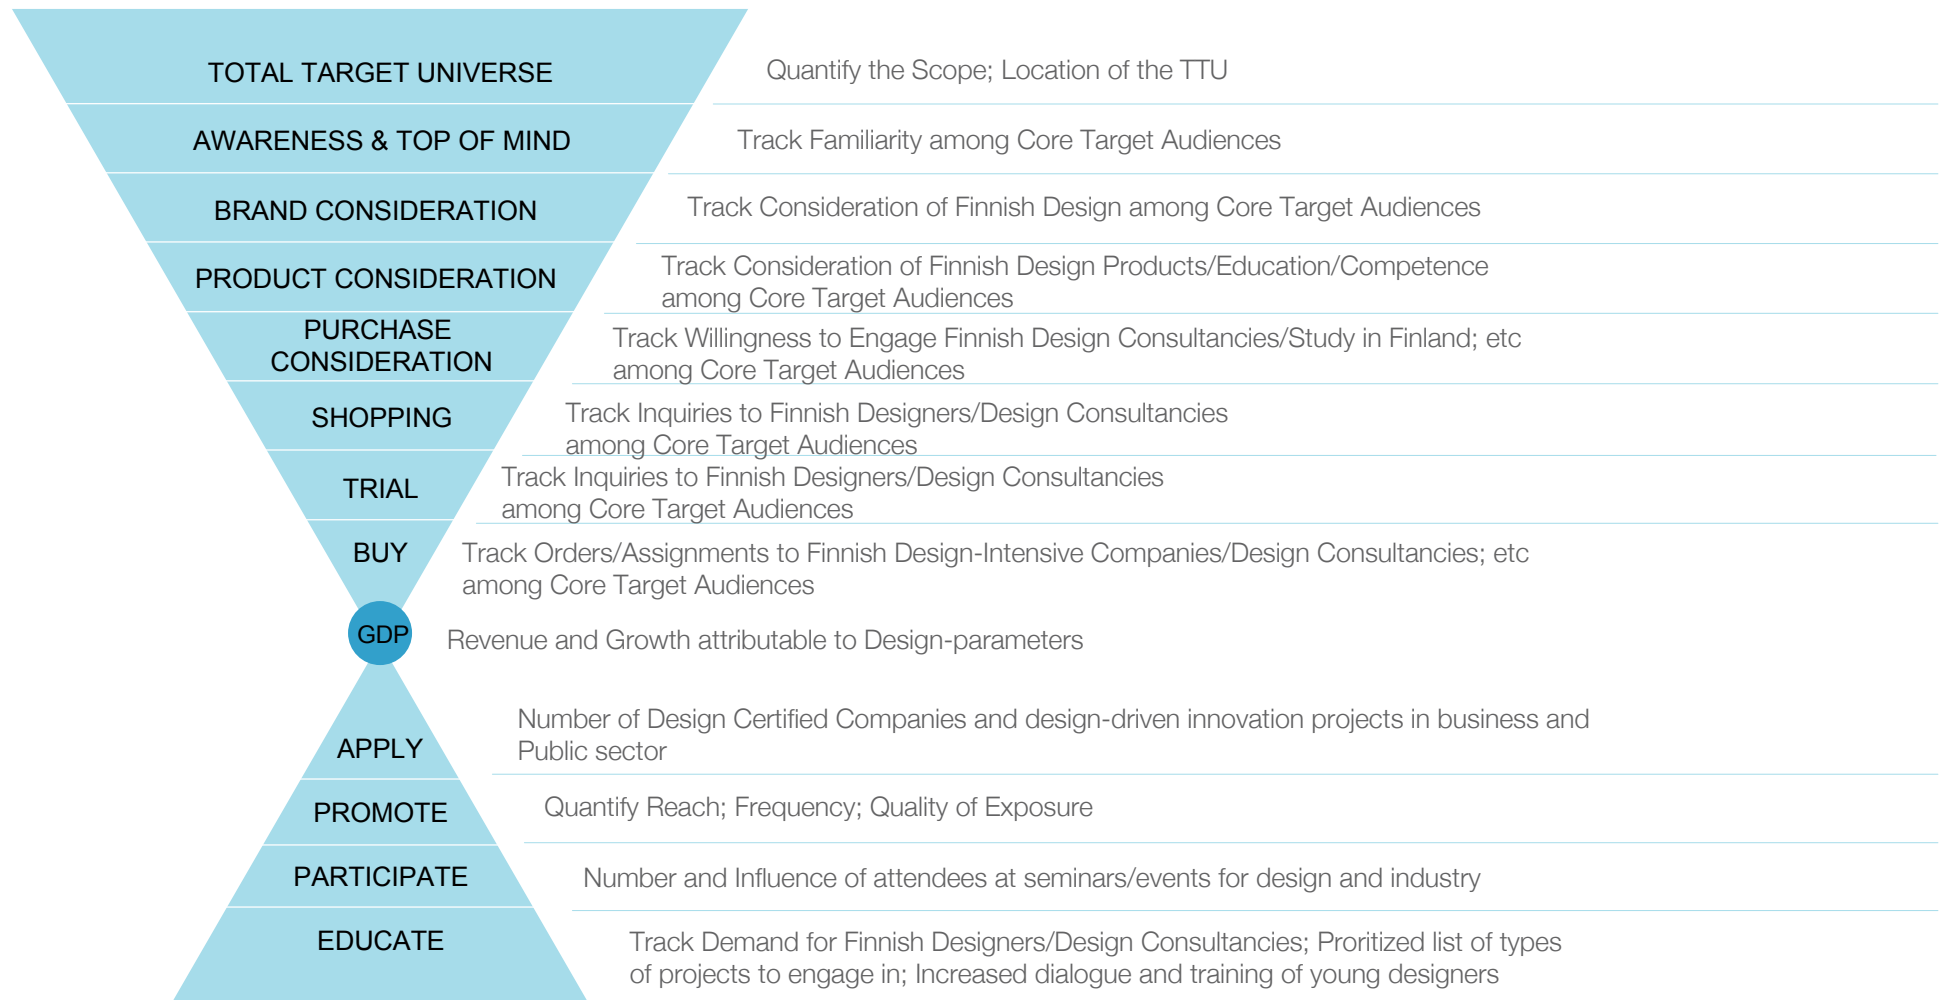 TOTAL TARGET UNIVERSE
Quantify the Scope; Location of the TTU
AWARENESS & TOP OF MIND
Track Familiarity among Core Target Audiences
BRAND CONSIDERATION
Track Consideration of Finnish Design among Core Target Audiences
PRODUCT CONSIDERATION
Track Consideration of Finnish Design Products/Education/Competence
among Core Target Audiences
PURCHASE
CONSIDERATION
Track Willingness to Engage Finnish Design Consultancies/Study in Finland; etc
among Core Target Audiences
SHOPPING
Track Inquiries to Finnish Designers/Design Consultancies
among Core Target Audiences
TRIAL
Track Inquiries to Finnish Designers/Design Consultancies
among Core Target Audiences
BUY
Track Orders/Assignments to Finnish Design-Intensive Companies/Design Consultancies; etc
among Core Target Audiences
GDP
Revenue and Growth attributable to Design-parameters
APPLY
Number of Design Certified Companies and design-driven innovation projects in business and
Public sector
PROMOTE
Quantify Reach; Frequency; Quality of Exposure
PARTICIPATE
Number and Influence of attendees at seminars/events for design and industry
EDUCATE
Track Demand for Finnish Designers/Design Consultancies; Proritized list of types
of projects to engage in; Increased dialogue and training of young designers